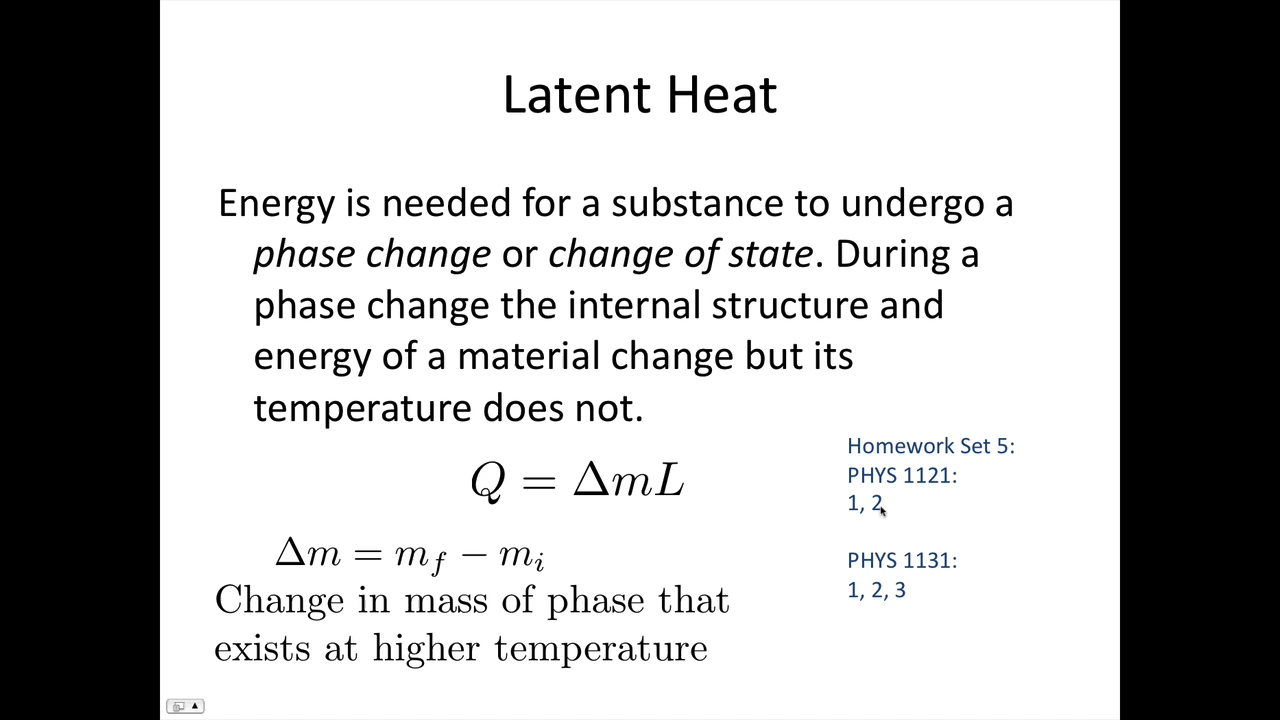 Latent Heat
Energy is needed for a substance to undergo a
phase change or change of state. During a
phase change the internal structure and
energy of a material change but its
temperature does not.
Q = ΔmL
Δm = m_f − m_i
Change in mass of phase that
exists at higher temperature
Homework Set 5:
PHYS 1121:
1, 2
PHYS 1131:
1, 2, 3